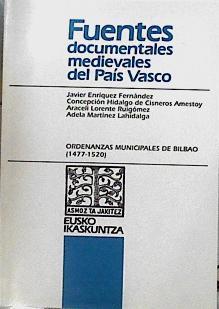 Fuentes
documentales
medievales
del País Vasco
Javier Enríquez Fernández
Concepción Hidalgo de Cisneros Amestoy
Araceli Lorente Ruigómez
Adela Martínez Lahidalga
ORDENANZAS MUNICIPALES DE BILBAO
(1477-1520)
ASMOZ TA JAKITEZ
EUSKO
IKASKUNTZA